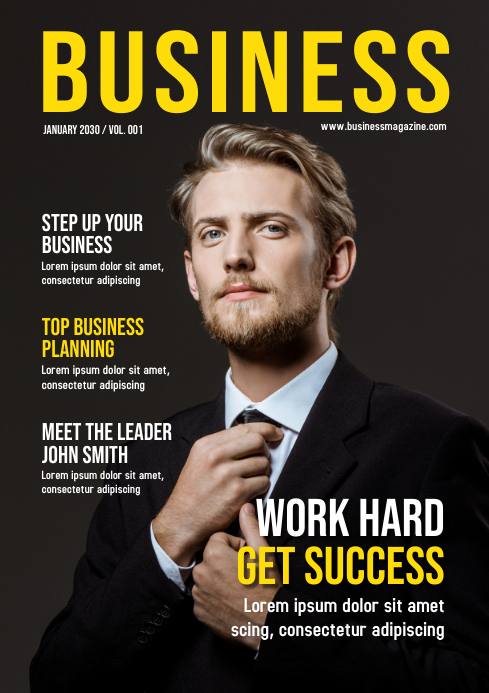 BUSINESS
JANUARY 2030 / VOL. 001
www.businessmagazine.com
STEP UP YOUR
BUSINESS
Lorem ipsum dolor sit amet,
consectetur adipiscing
TOP BUSINESS
PLANNING
Lorem ipsum dolor sit amet,
consectetur adipiscing
MEET THE LEADER
JOHN SMITH
Lorem ipsum dolor sit amet,
consectetur adipiscing
WORK HARD
GET SUCCESS
Lorem ipsum dolor sit amet
scing, consectetur adipiscing